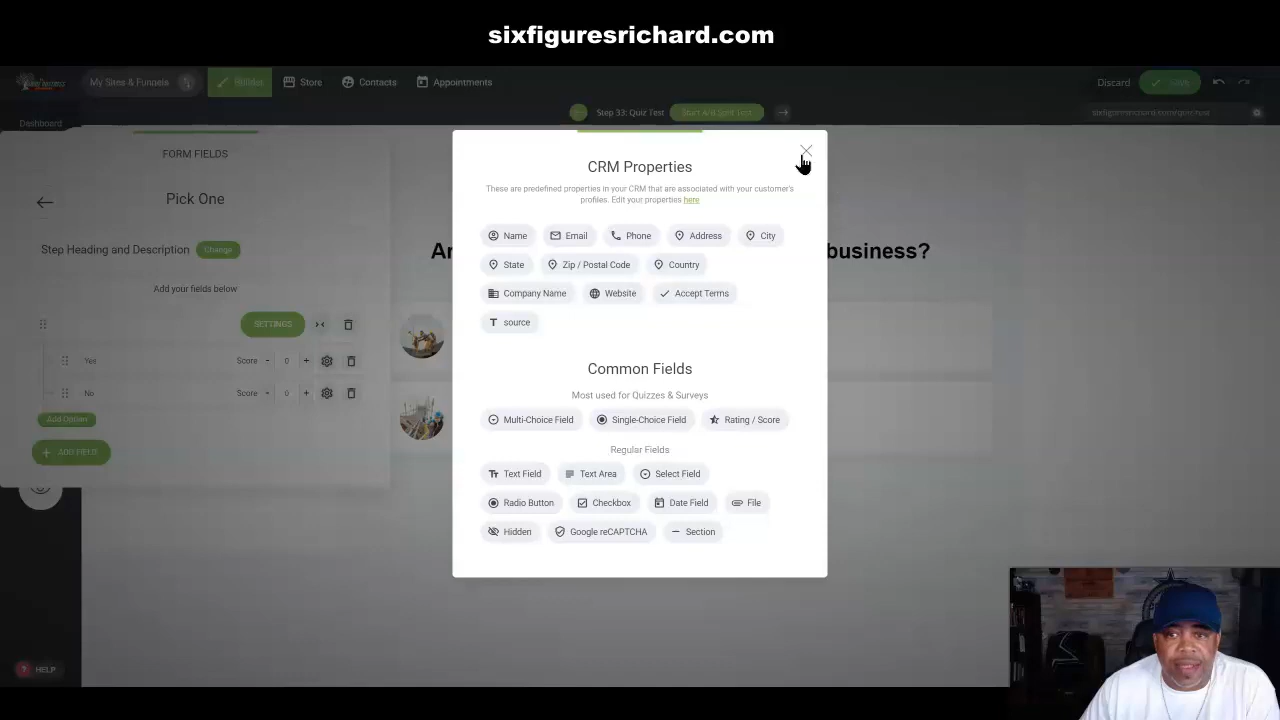 sixfiguresrichard.com
My Sites & Funnels
Builder
Store
Contacts
Appointments
Discard
SAVE
Dashboard
Step 33: Quiz Test
Start A/B Split Test
sixfiguresrichard.com/quiz/test
FORM FIELDS
Pick One
Step Heading and Description
Change
Add your fields below
SETTINGS
Yes
Score - 0 +
No
Score - 0 +
Add Option
+ ADD FIELD
business?
CRM Properties
These are predefined properties in your CRM that are associated with your customer's
profiles. Edit your properties here
Name
Email
Phone
Address
City
State
Zip / Postal Code
Country
Company Name
Website
Accept Terms
source
Common Fields
Most used for Quizzes & Surveys
Multi-Choice Field
Single-Choice Field
Rating / Score
Regular Fields
Text Field
Text Area
Select Field
Radio Button
Checkbox
Date Field
File
Hidden
Google reCAPTCHA
Section
? HELP